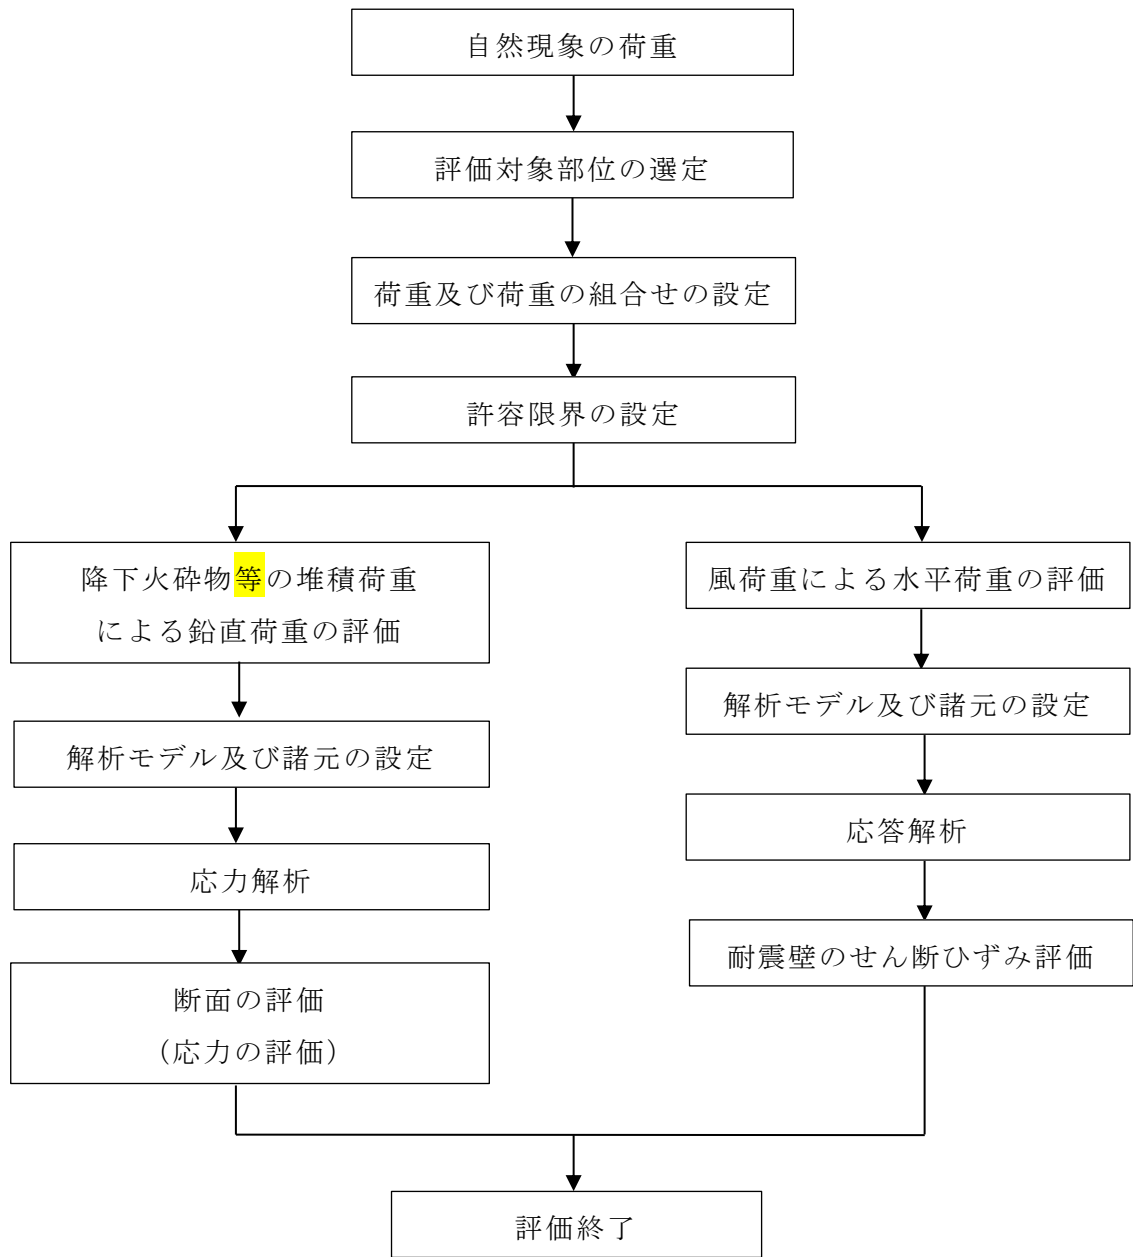 自然現象の荷重
評価対象部位の選定
荷重及び荷重の組合せの設定
許容限界の設定
降下火砕物等の堆積荷重
による鉛直荷重の評価
解析モデル及び諸元の設定
応力解析
断面の評価
（応力の評価）
風荷重による水平荷重の評価
解析モデル及び諸元の設定
応答解析
耐震壁のせん断ひずみ評価
評価終了